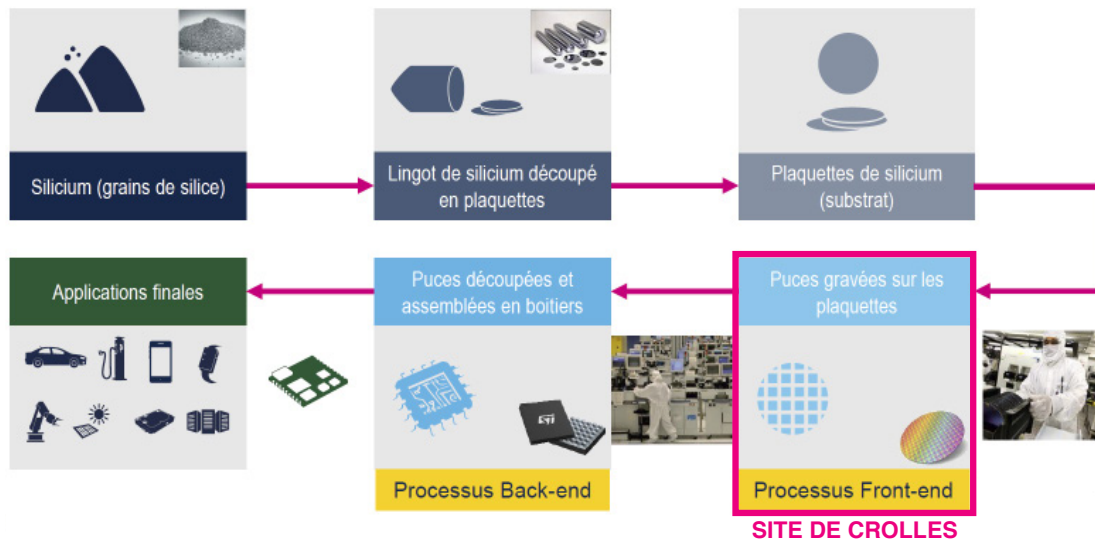 Silicium (grains de silice)
Lingot de silicium découpé
en plaquettes
Plaquettes de silicium
(substrat)
Applications finales
Puces découpées et
assemblées en boitiers
Puces gravées sur les
plaquettes
ST
Processus Back-end
Processus Front-end
SITE DE CROLLES